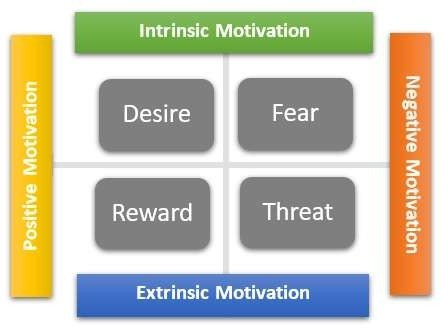 Intrinsic Motivation
Positive Motivation
Desire
Fear
Negative Motivation
Reward
Threat
Extrinsic Motivation